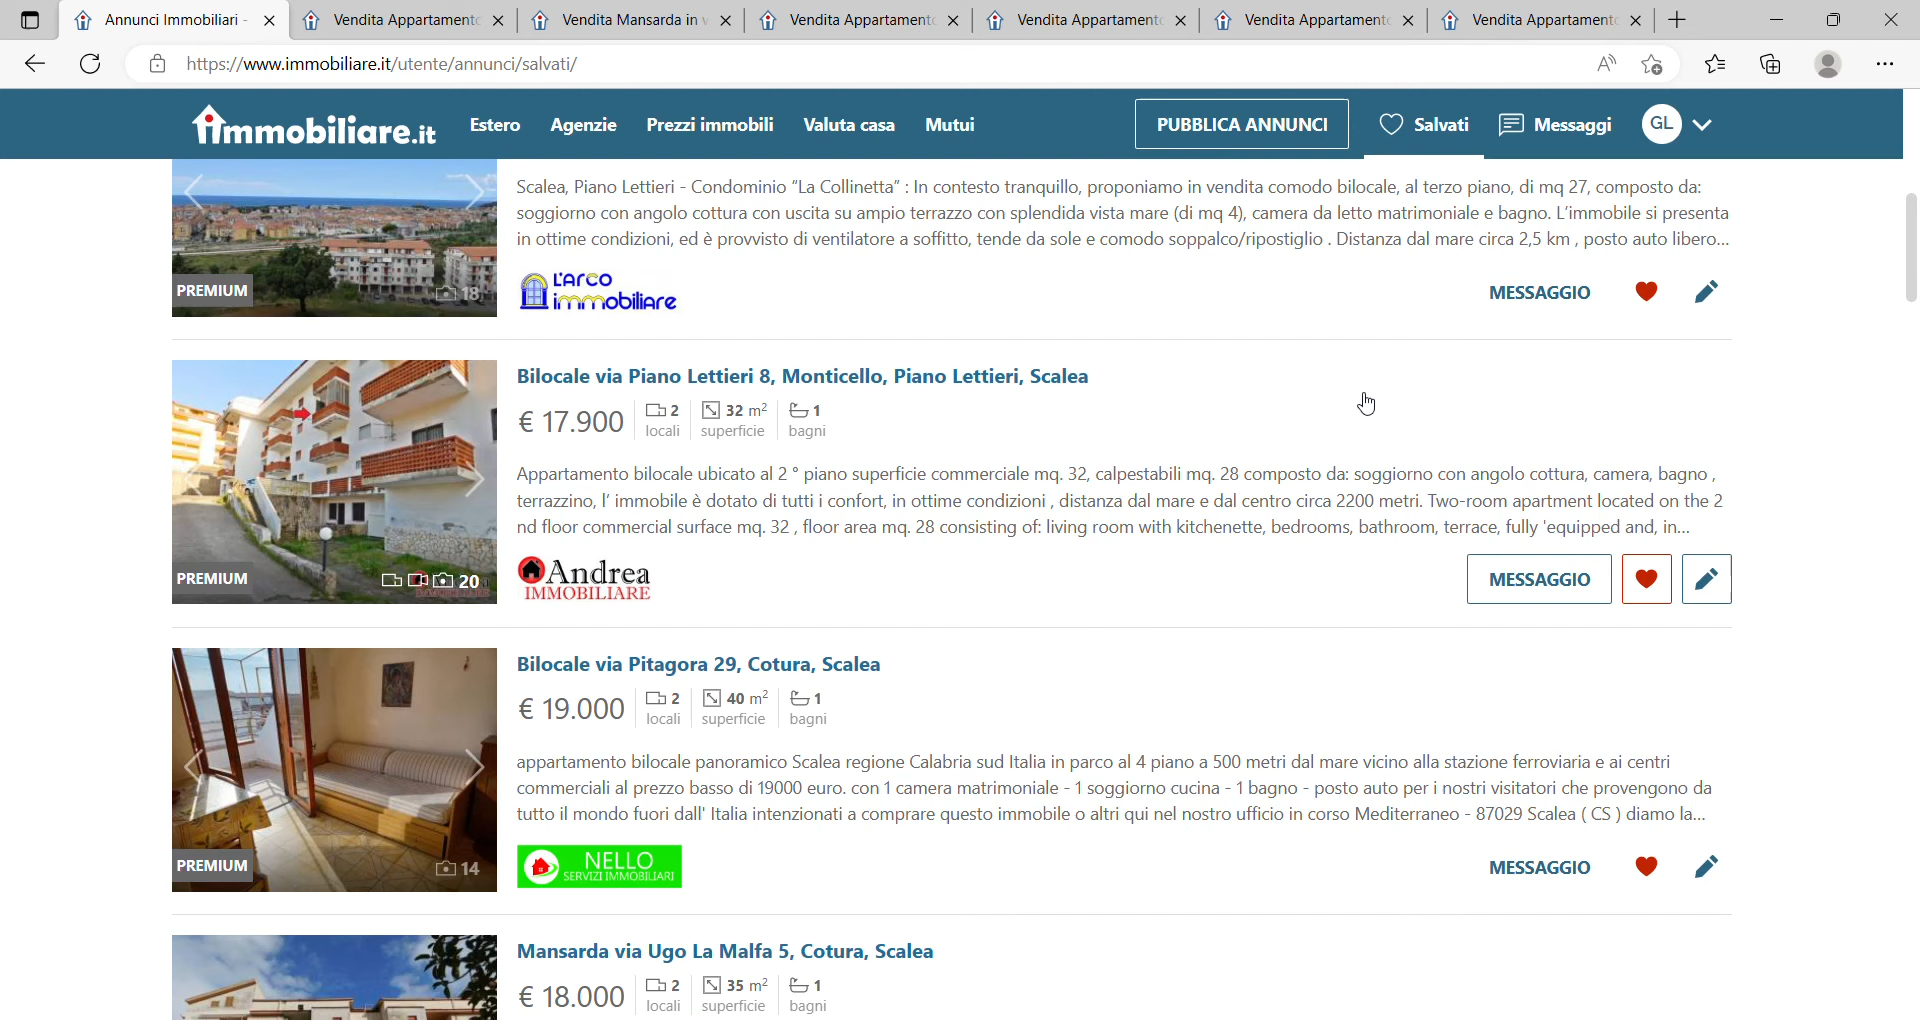 Annunci Immobiliari -
Vendita Appartamento
Vendita Mansarda in v
Vendita Appartamento
Vendita Appartamento
Vendita Appartamento
Vendita Appartamento
https://www.immobiliare.it/utente/annunci/salvati/
immobiliare.it
Estero
Agenzie
Prezzi immobili
Valuta casa
Mutui
PUBBLICA ANNUNCI
Salvati
Messaggi
GL
Scalea, Piano Lettieri - Condominio "La Collinetta" : In contesto tranquillo, proponiamo in vendita comodo bilocale, al terzo piano, di mq 27, composto da:
soggiorno con angolo cottura con uscita su ampio terrazzo con splendida vista mare (di mq 4), camera da letto matrimoniale e bagno. L'immobile si presenta
in ottime condizioni, ed è provvisto di ventilatore a soffitto, tende da sole e comodo soppalco/ripostiglio . Distanza dal mare circa 2,5 km , posto auto libero...
PREMIUM
18
L'ARCO
immobiliare
MESSAGGIO
Bilocale via Piano Lettieri 8, Monticello, Piano Lettieri, Scalea
€ 17.900
2
locali
32 m²
superficie
1
bagni
Appartamento bilocale ubicato al 2 ° piano superficie commerciale mq. 32, calpestabili mq. 28 composto da: soggiorno con angolo cottura, camera, bagno ,
terrazzino, l' immobile è dotato di tutti i confort, in ottime condizioni , distanza dal mare e dal centro circa 2200 metri. Two-room apartment located on the 2
nd floor commercial surface mq. 32 , floor area mq. 28 consisting of: living room with kitchenette, bedrooms, bathroom, terrace, fully 'equipped and, in...
PREMIUM
20
Andrea
IMMOBILIARE
MESSAGGIO
Bilocale via Pitagora 29, Cotura, Scalea
€ 19.000
2
locali
40 m²
superficie
1
bagni
appartamento bilocale panoramico Scalea regione Calabria sud Italia in parco al 4 piano a 500 metri dal mare vicino alla stazione ferroviaria e ai centri
commerciali al prezzo basso di 19000 euro. con 1 camera matrimoniale - 1 soggiorno cucina - 1 bagno - posto auto per i nostri visitatori che provengono da
tutto il mondo fuori dall' Italia intenzionati a comprare questo immobile o altri qui nel nostro ufficio in corso Mediterraneo - 87029 Scalea ( CS ) diamo la...
PREMIUM
14
NELLO
SERVIZI IMMOBILIARI
MESSAGGIO
Mansarda via Ugo La Malfa 5, Cotura, Scalea
€ 18.000
2
locali
35 m²
superficie
1
bagni